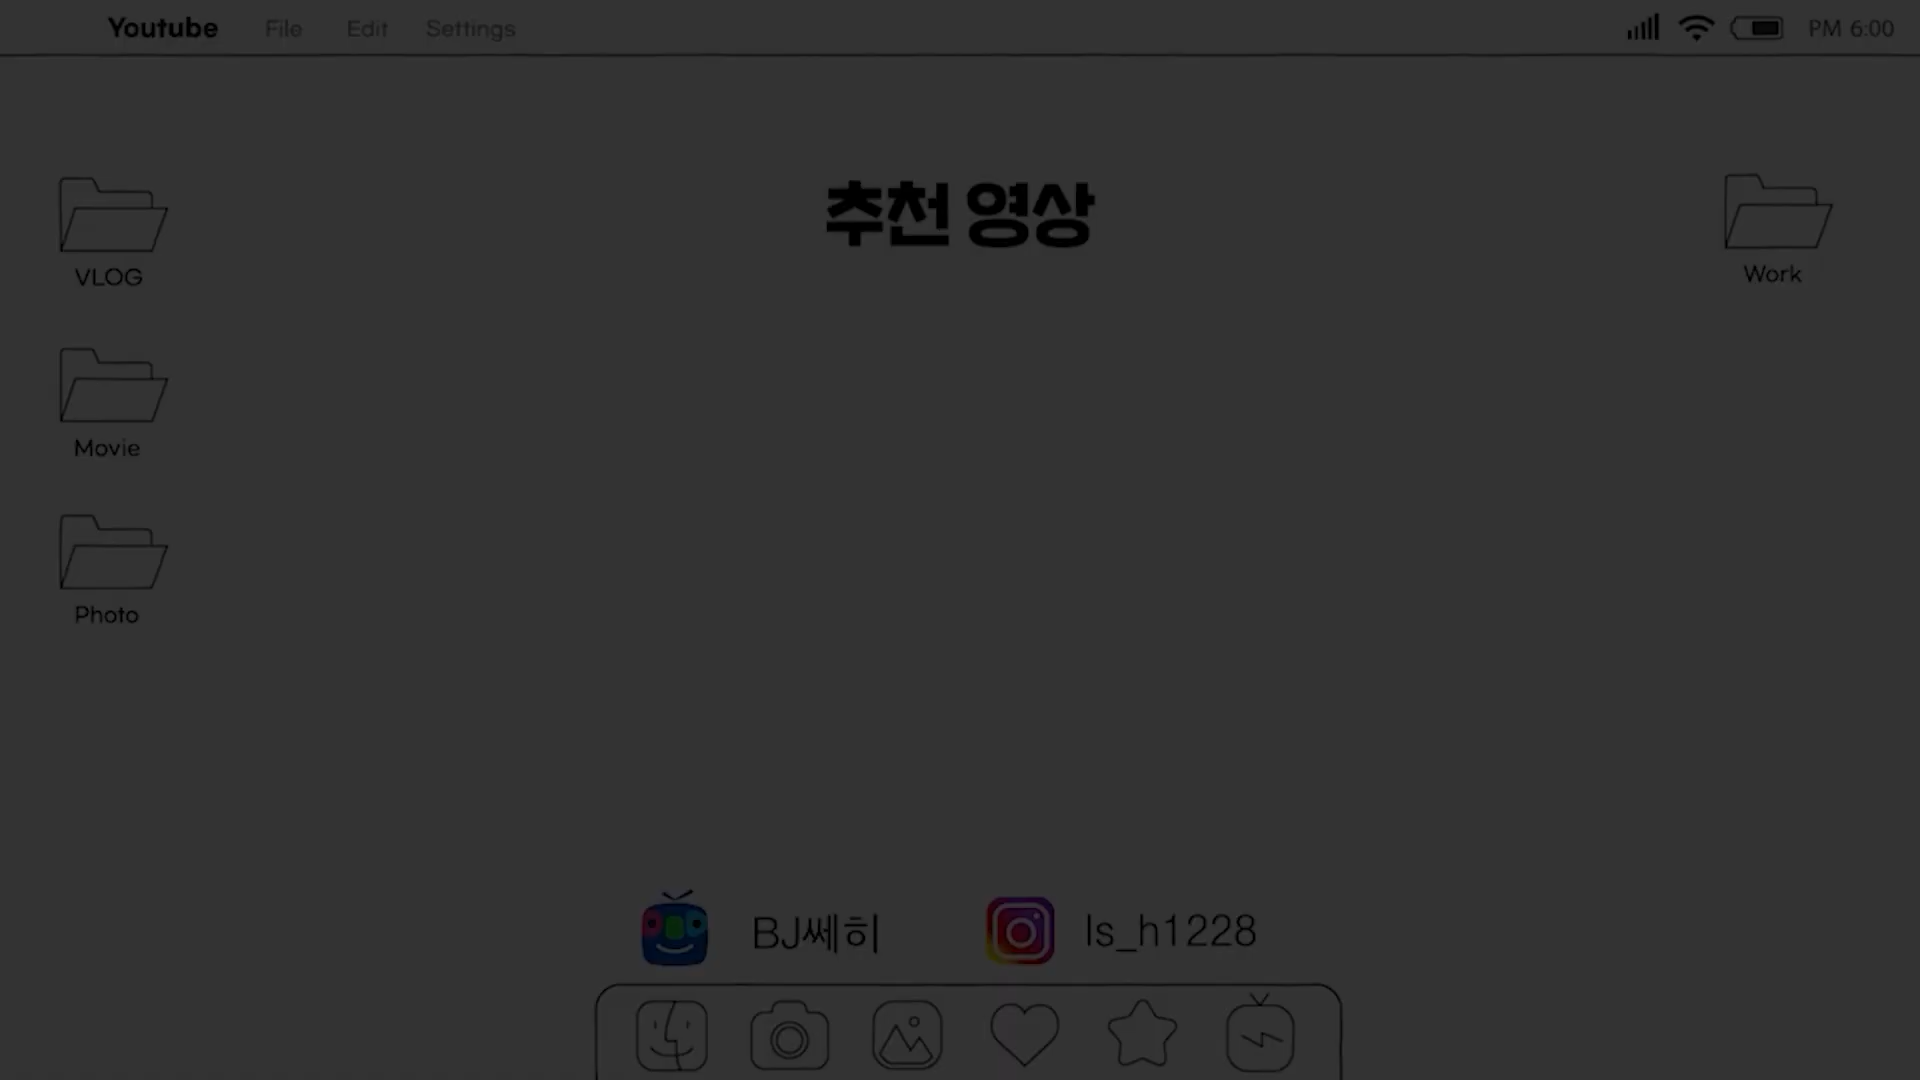 Youtube File Edit Settings PM 6:00
추천 영상
VLOG
Work
Movie
Photo
BJ쎄히 ls_h1228